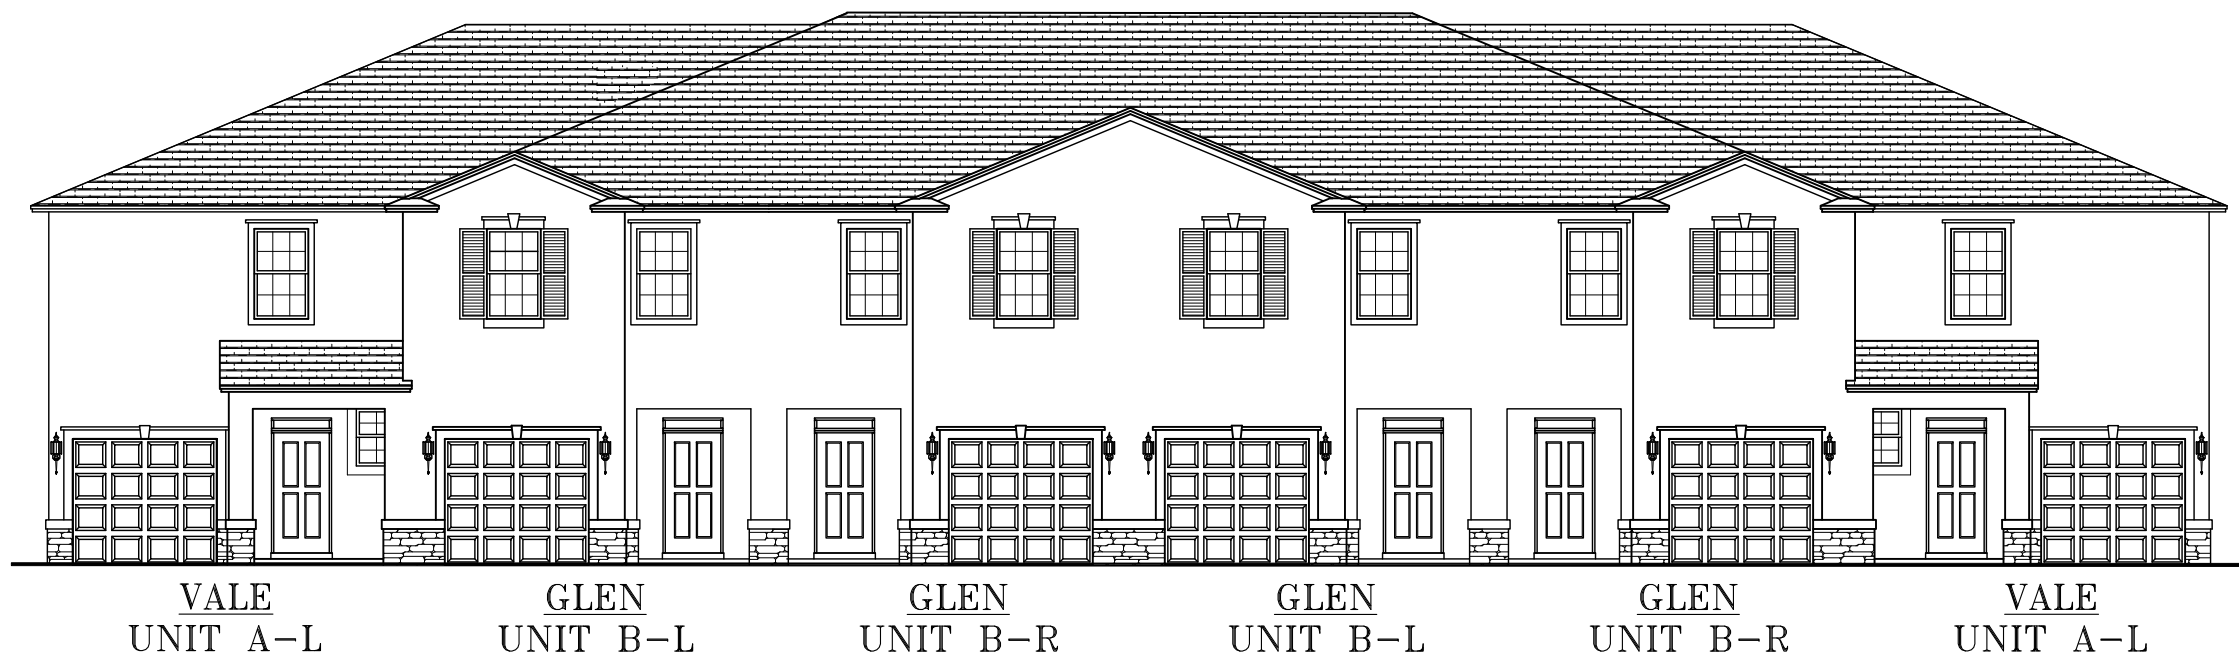 VALE GLEN GLEN GLEN GLEN VALE
UNIT A-L UNIT B-L UNIT B-R UNIT B-L UNIT B-R UNIT A-L